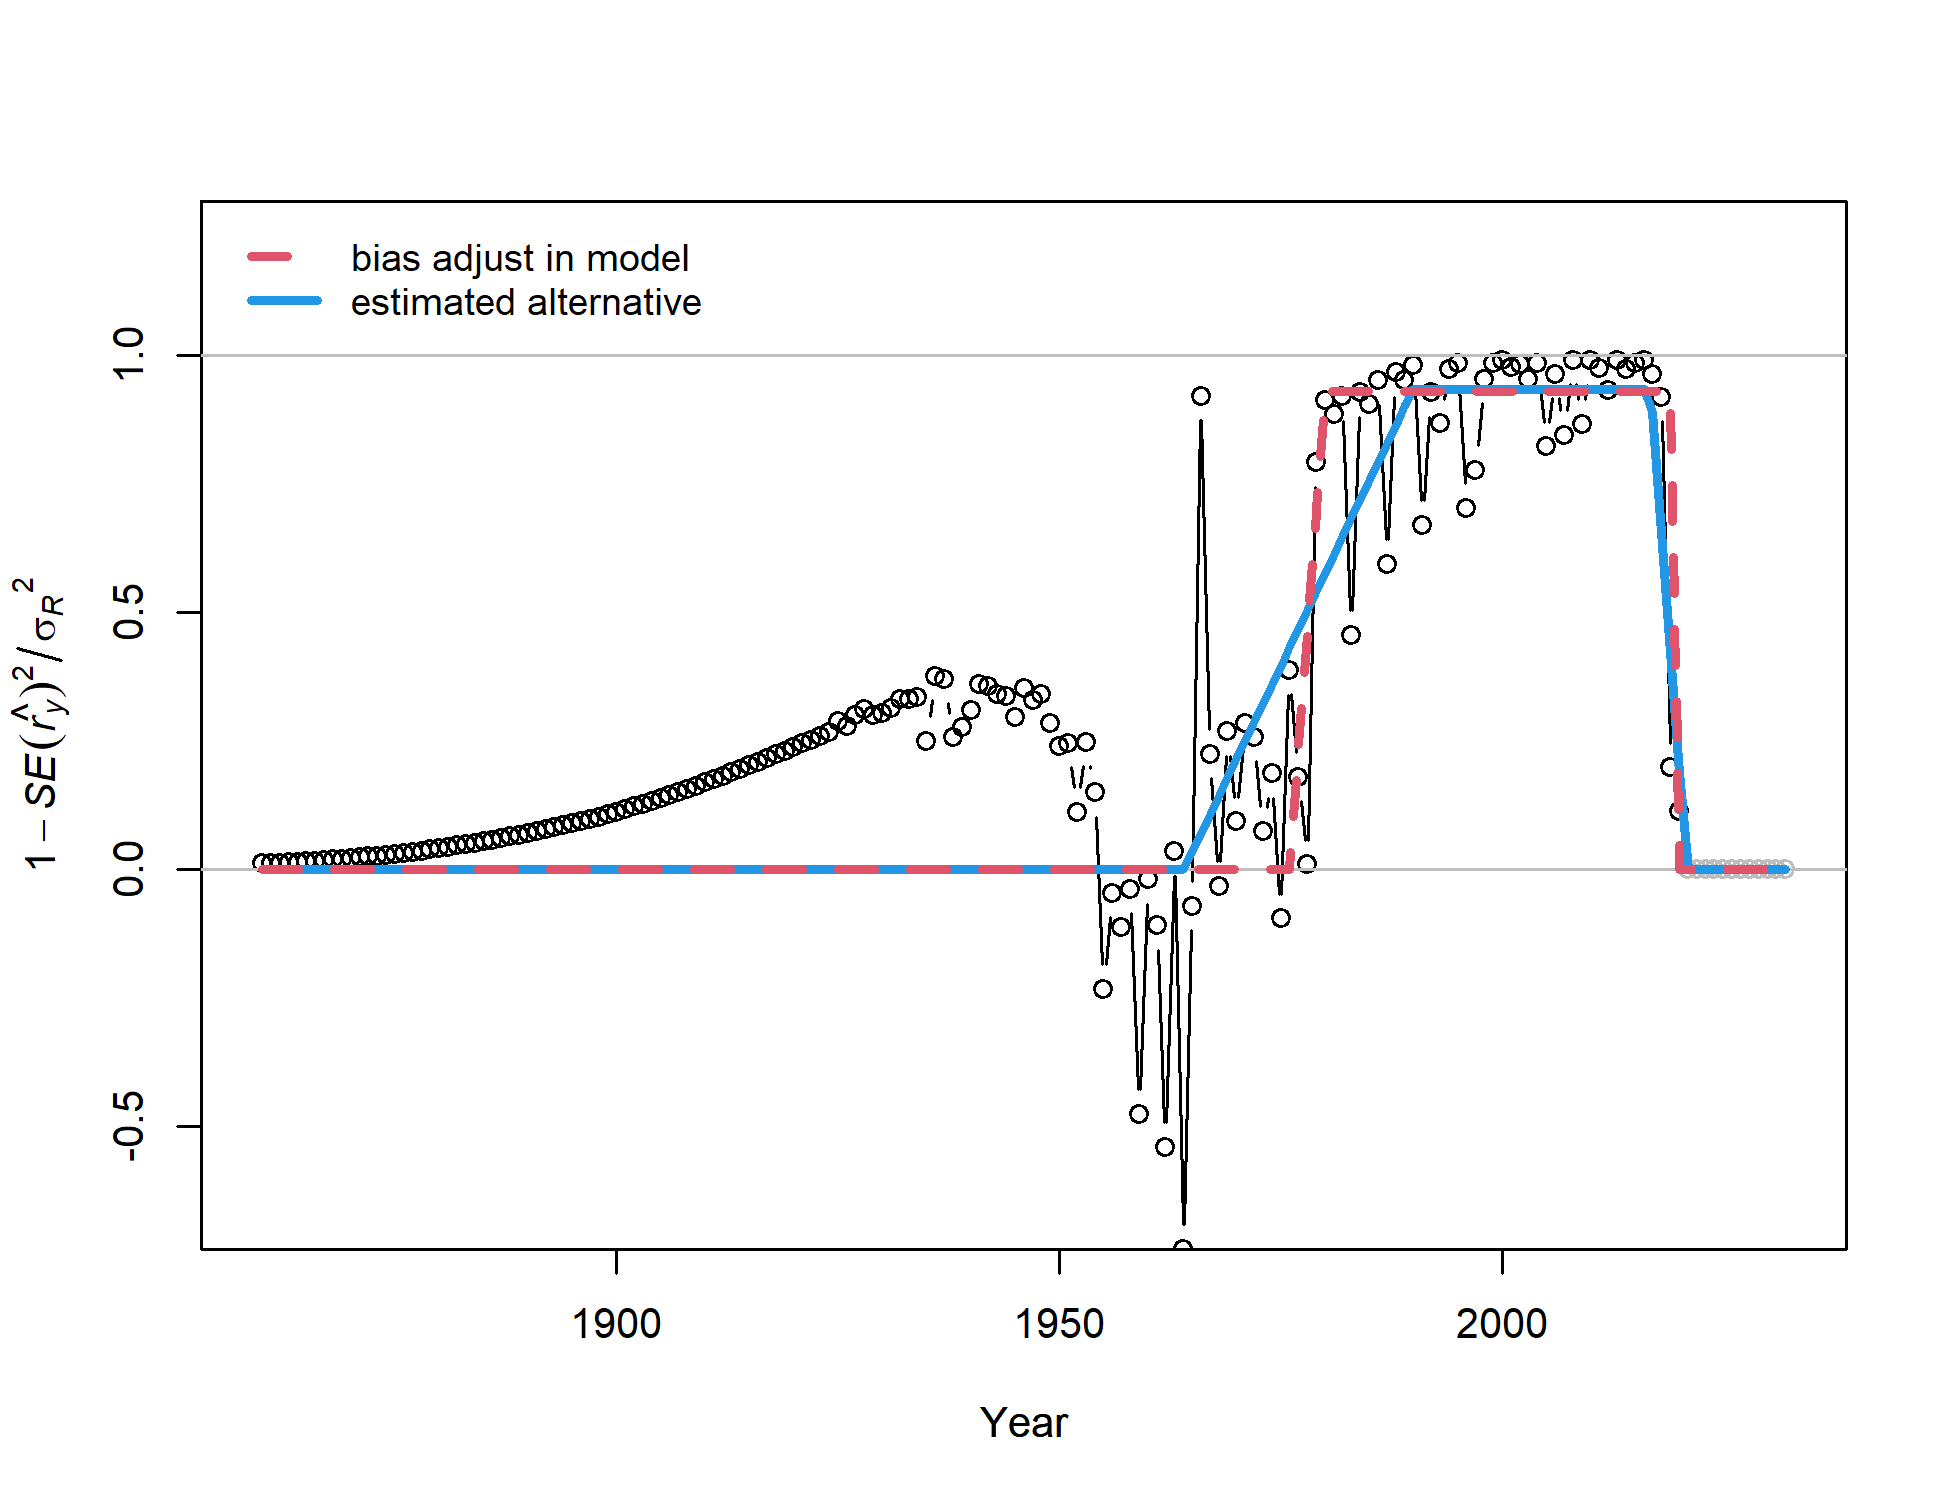 bias adjust in model
estimated alternative
1.0
0.5
0.0
-0.5
1 − SE(r̂y)² / σR²
1900 1950 2000
Year